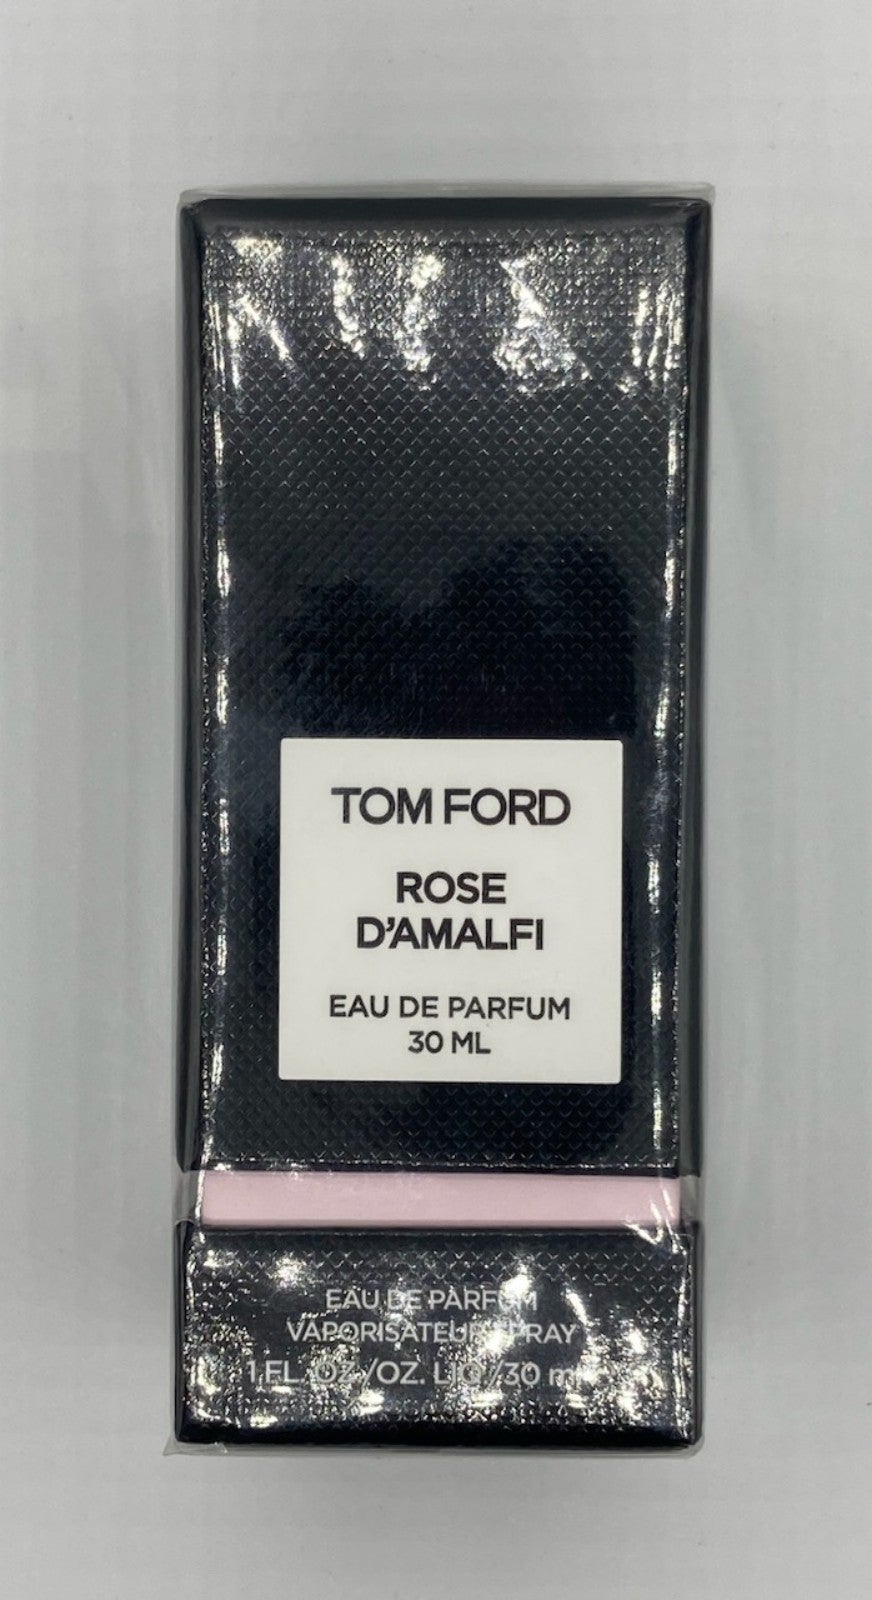 TOM FORD
ROSE
D'AMALFI
EAU DE PARFUM
30 ML
EAU DE PARFUM
VAPORISATEUR SPRAY
1 FL. OZ./OZ. LIQ/30 ml